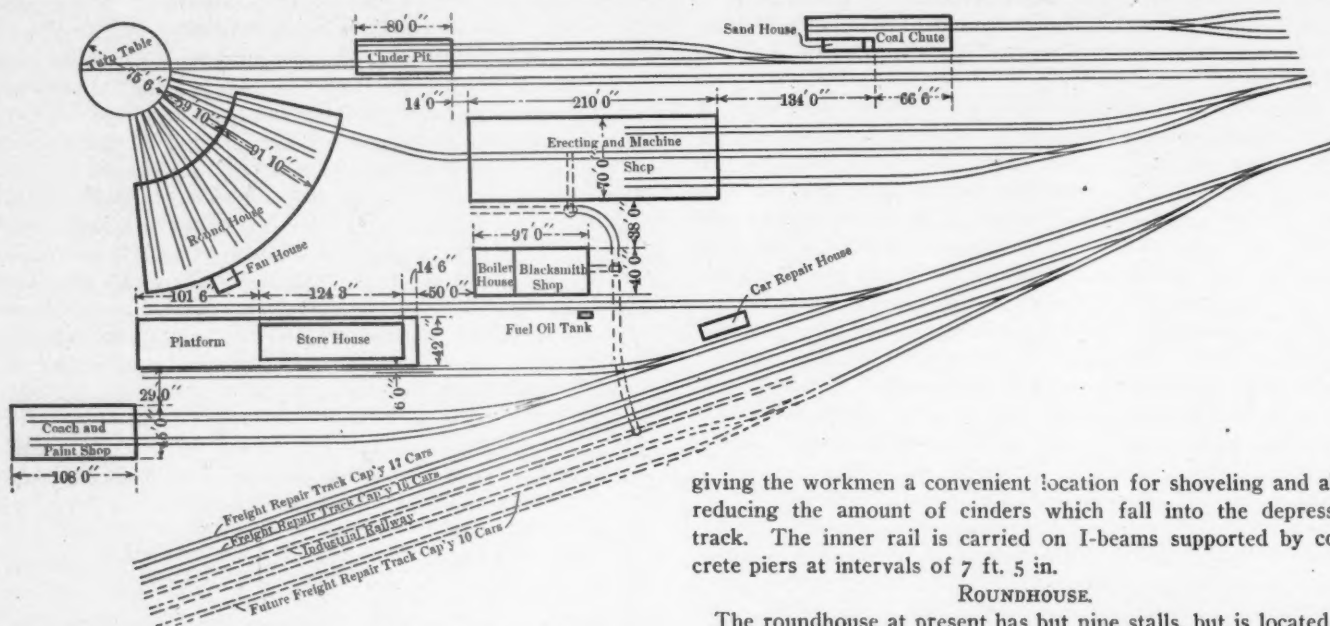 80'0"
Sand House
Coal Chute
Turn Table
Cinder Pit
75'6"
14'0"
210'0"
134'0"
66'6"
59'10"
91'10"
Erecting and Machine
Shop
70'0"
Round House
Fan House
38'0"
97'0"
Boiler
House
Blacksmith
Shop
40'0"
Car Repair House
14'6"
101'6"
124'3"
50'0"
Fuel Oil Tank
Platform
Store House
42'0"
29'0"
6'0"
Coach and
Paint Shop
45'0"
108'0"
Freight Repair Track Cap'y 17 Cars
Freight Repair Track Cap'y 15 Cars
Industrial Railway
Future Freight Repair Track Cap'y 10 Cars
giving the workmen a convenient location for shoveling and a
reducing the amount of cinders which fall into the depress
track. The inner rail is carried on I-beams supported by co
crete piers at intervals of 7 ft. 5 in.
ROUNDHOUSE.
The roundhouse at present has but nine stalls, but is located